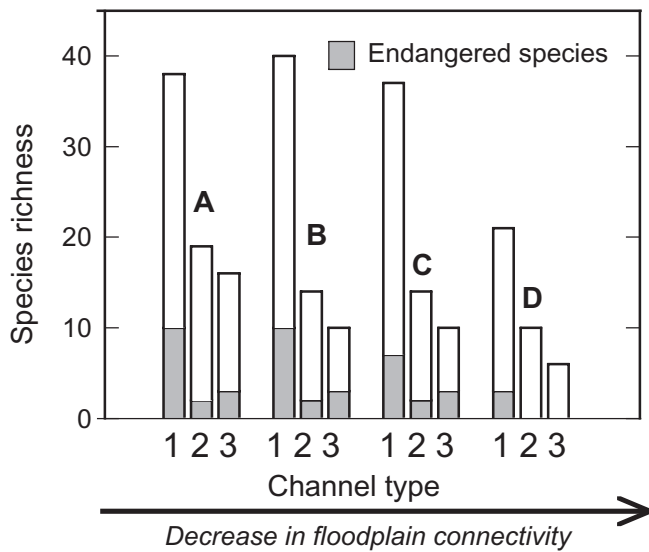 Endangered species
Species richness
40
30
20
10
0
A
B
C
D
1 2 3 1 2 3 1 2 3 1 2 3
Channel type
Decrease in floodplain connectivity